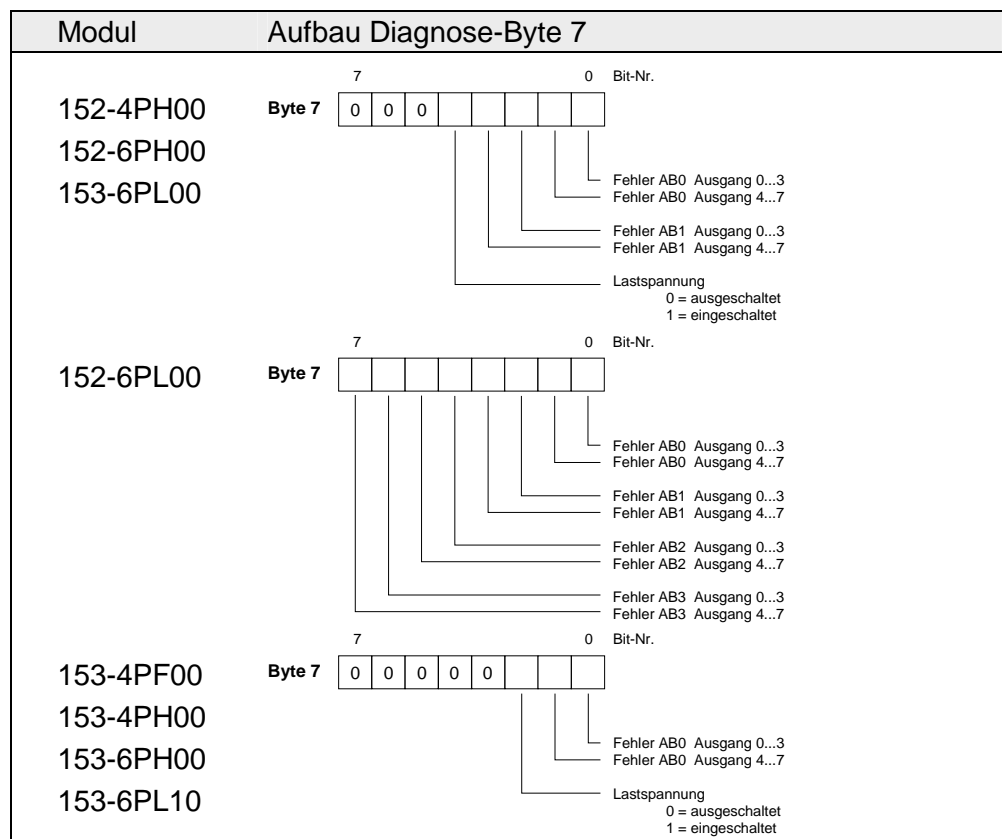 Modul Aufbau Diagnose-Byte 7
7 0 Bit-Nr.
152-4PH00 Byte 7 0 0 0
152-6PH00
153-6PL00
Fehler AB0 Ausgang 0...3
Fehler AB0 Ausgang 4...7
Fehler AB1 Ausgang 0...3
Fehler AB1 Ausgang 4...7
Lastspannung
0 = ausgeschaltet
1 = eingeschaltet
7 0 Bit-Nr.
152-6PL00 Byte 7
Fehler AB0 Ausgang 0...3
Fehler AB0 Ausgang 4...7
Fehler AB1 Ausgang 0...3
Fehler AB1 Ausgang 4...7
Fehler AB2 Ausgang 0...3
Fehler AB2 Ausgang 4...7
Fehler AB3 Ausgang 0...3
Fehler AB3 Ausgang 4...7
7 0 Bit-Nr.
153-4PF00 Byte 7 0 0 0 0 0
153-4PH00
153-6PH00
153-6PL10
Fehler AB0 Ausgang 0...3
Fehler AB0 Ausgang 4...7
Lastspannung
0 = ausgeschaltet
1 = eingeschaltet